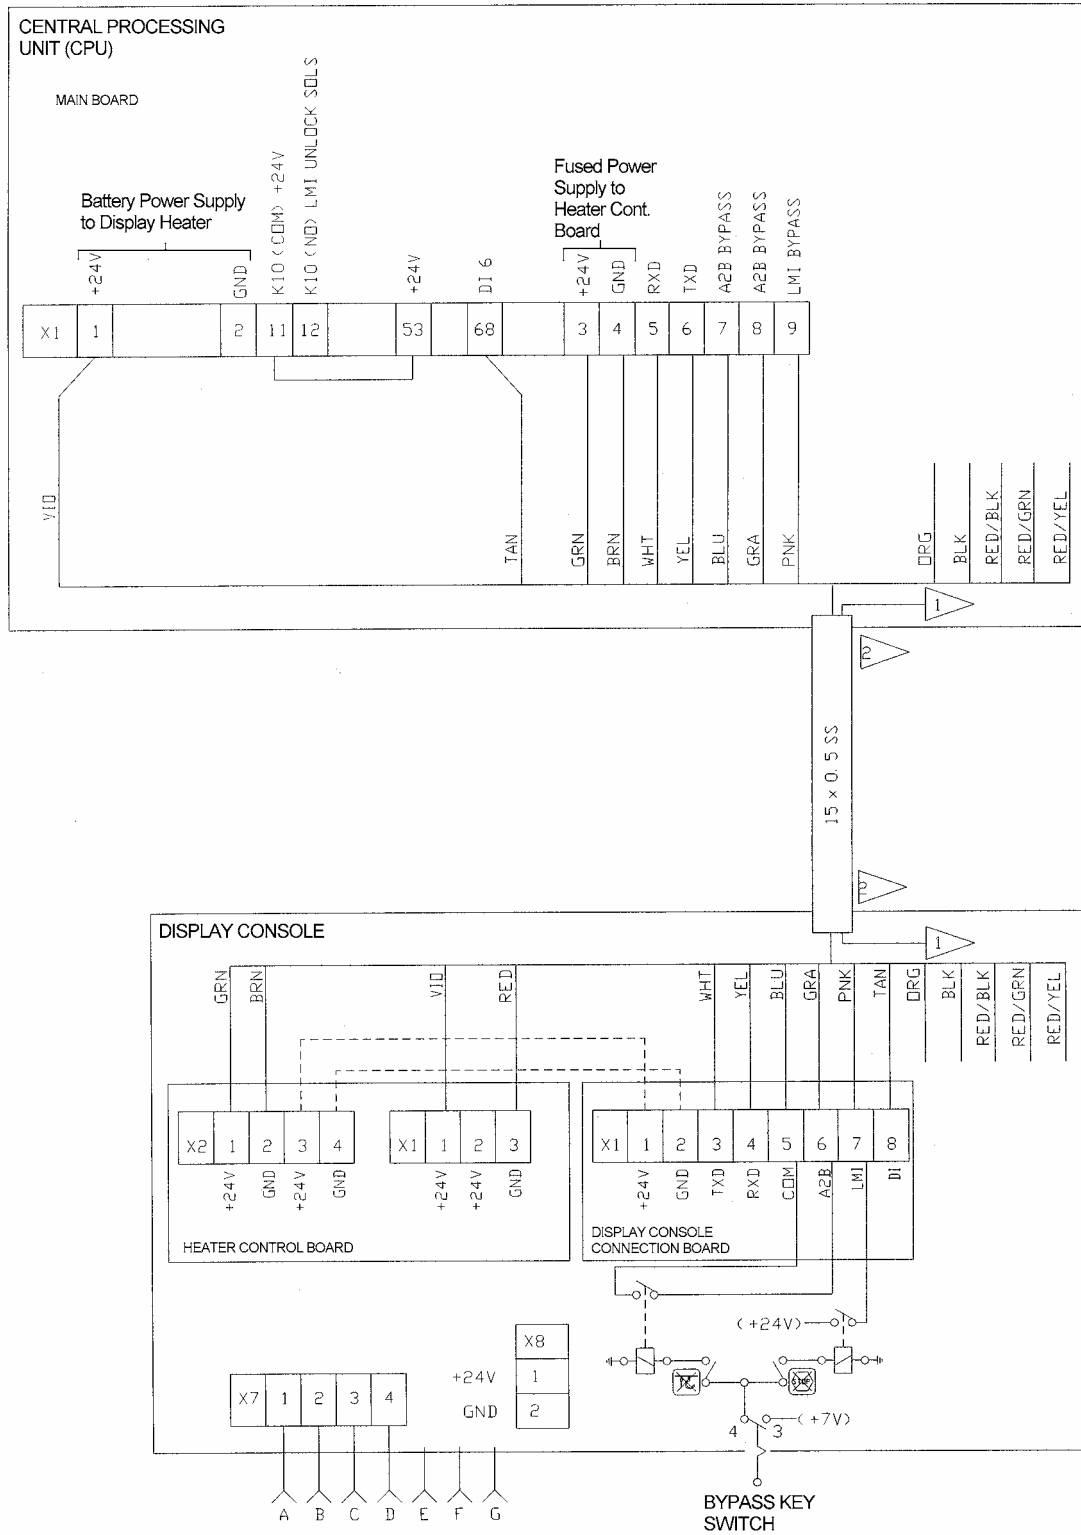 CENTRAL PROCESSING
UNIT (CPU)
MAIN BOARD
Battery Power Supply
to Display Heater
Fused Power
Supply to
Heater Cont.
Board
+24V
GND
K10 (COM) +24V
K10 (NO) LMI UNLOCK SOLS
+24V
DI 6
+24V
GND
RXD
TXD
A2B BYPASS
A2B BYPASS
LMI BYPASS
X1 1 2 11 12 53 68 3 4 5 6 7 8 9
VIO
TAN
GRN
BRN
WHT
YEL
BLU
GRA
PNK
ORG
BLK
RED/BLK
RED/GRN
RED/YEL
1
2
15 x 0.5 SS
2
1
DISPLAY CONSOLE
GRN
BRN
VIO
RED
WHT
YEL
BLU
GRA
PNK
TAN
ORG
BLK
RED/BLK
RED/GRN
RED/YEL
X2 1 2 3 4
+24V
GND
+24V
GND
X1 1 2 3
+24V
+24V
GND
HEATER CONTROL BOARD
X1 1 2 3 4 5 6 7 8
+24V
GND
TXD
RXD
COM
A2B
LMI
DI
DISPLAY CONSOLE
CONNECTION BOARD
(+24V)
STOP
X8
+24V 1
GND 2
X7 1 2 3 4
4 3 (+7V)
A B C D E F G
BYPASS KEY
SWITCH